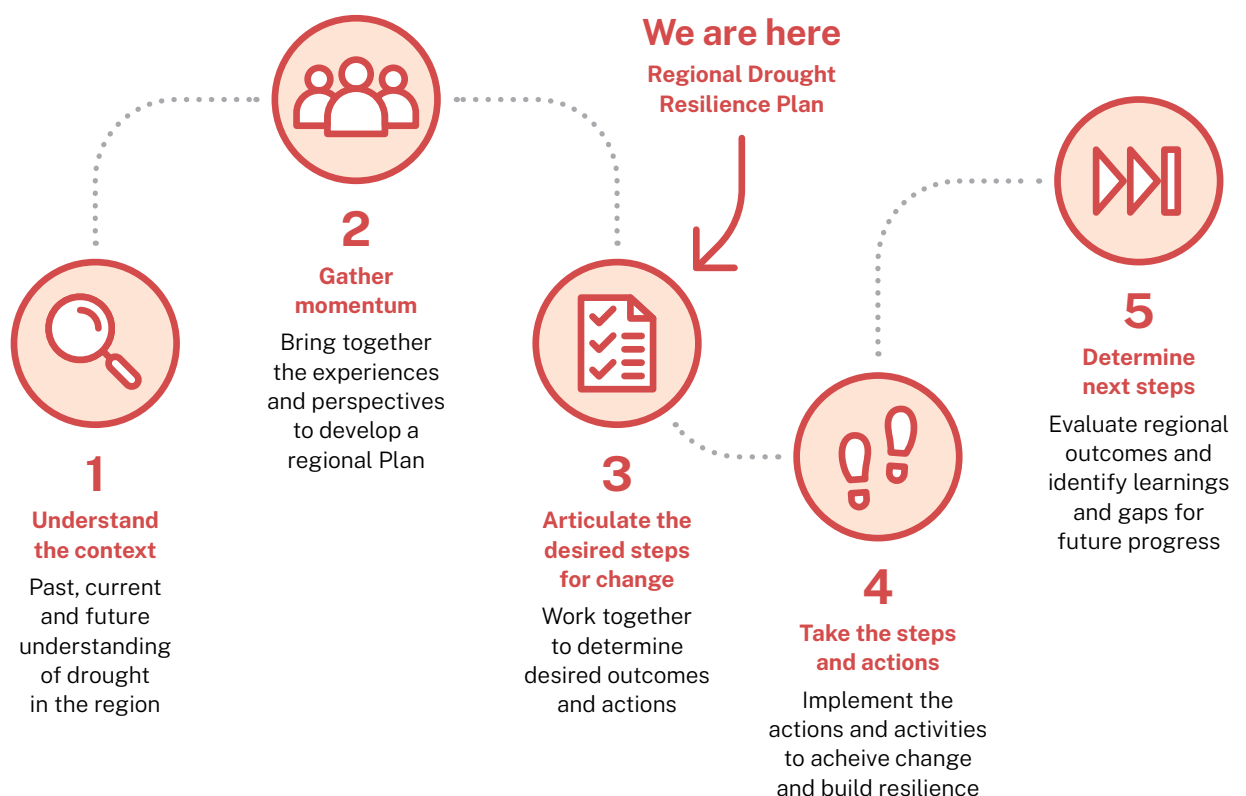 We are here
Regional Drought
Resilience Plan
1
Understand
the context
Past, current
and future
understanding
of drought
in the region
2
Gather
momentum
Bring together
the experiences
and perspectives
to develop a
regional Plan
3
Articulate the
desired steps
for change
Work together
to determine
desired outcomes
and actions
4
Take the steps
and actions
Implement the
actions and activities
to acheive change
and build resilience
5
Determine
next steps
Evaluate regional
outcomes and
identify learnings
and gaps for
future progress